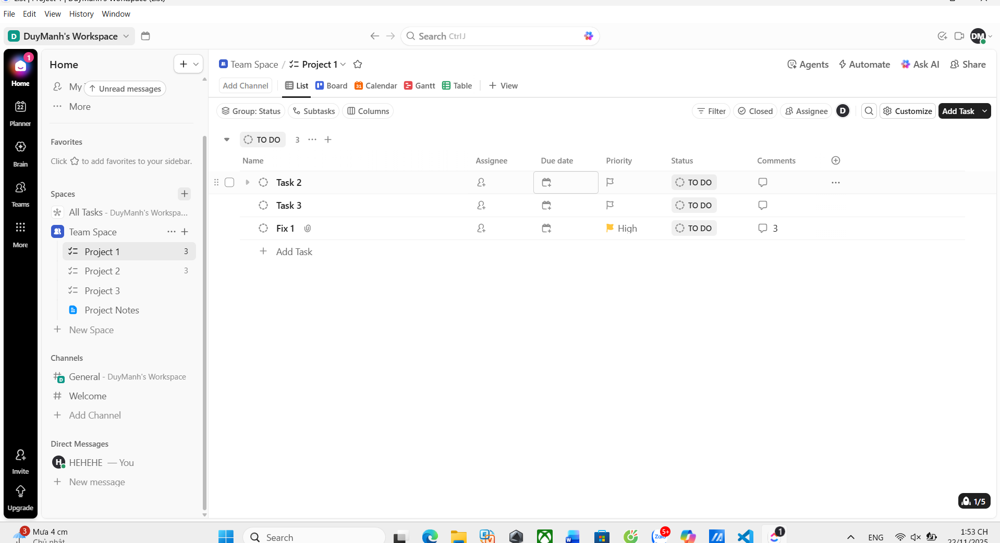 List | Project 1 | DuyManh's Workspace (List)
File Edit View History Window
D DuyManh's Workspace
Search Ctrl J
DM
1
Home
Planner
Brain
Teams
More
Invite
Upgrade
Home
My
Unread messages
More
Favorites
Click to add favorites to your sidebar.
Spaces
All Tasks - DuyManh's Workspa...
Team Space
Project 1 3
Project 2 3
Project 3
Project Notes
New Space
Channels
General - DuyManh's Workspace
Welcome
Add Channel
Direct Messages
H HEHEHE — You
New message
Team Space / Project 1
Agents Automate Ask AI Share
Add Channel List Board Calendar Gantt Table View
Group: Status Subtasks Columns
Filter Closed Assignee D Customize Add Task
TO DO 3
Name Assignee Due date Priority Status Comments
Task 2 TO DO
Task 3 TO DO
Fix 1 High TO DO 3
Add Task
1/5
3 Mưa 4 cm
Chủ nhật
Search
Zalo 5+
1
ENG
1:53 CH
22/11/2025